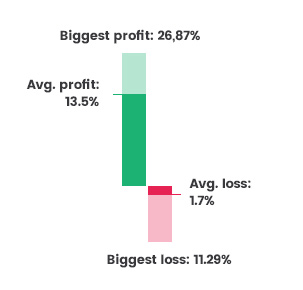 Biggest profit: 26,87%
Avg. profit:
13.5%
Avg. loss:
1.7%
Biggest loss: 11.29%